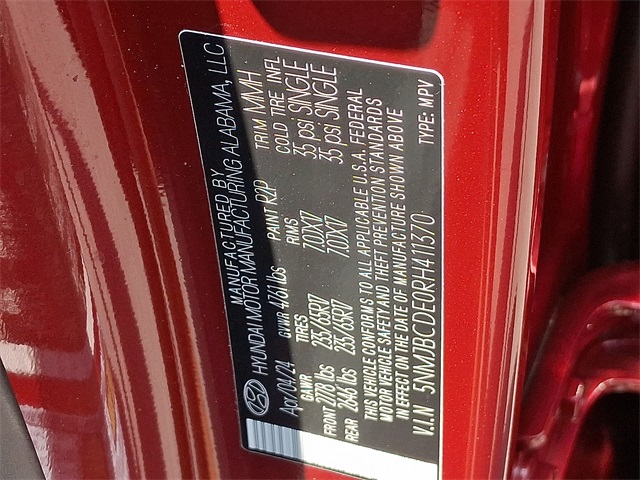 MANUFACTURED BY
HYUNDAI MOTOR MANUFACTURING ALABAMA, LLC
Apr/04/24 GVWR 4761 lbs PAINT R2P TRIM MMH
GAWR TIRES RIMS COLD TIRE INFL
FRONT 2778 lbs 235/65R17 7.0JX17 35 psi SINGLE
REAR 2640 lbs 235/65R17 7.0JX17 35 psi SINGLE
THIS VEHICLE CONFORMS TO ALL APPLICABLE U.S.A. FEDERAL
MOTOR VEHICLE SAFETY AND THEFT PREVENTION STANDARDS
IN EFFECT ON THE DATE OF MANUFACTURE SHOWN ABOVE
V.I.N 5NMJBCDE0RH411370 TYPE: MPV